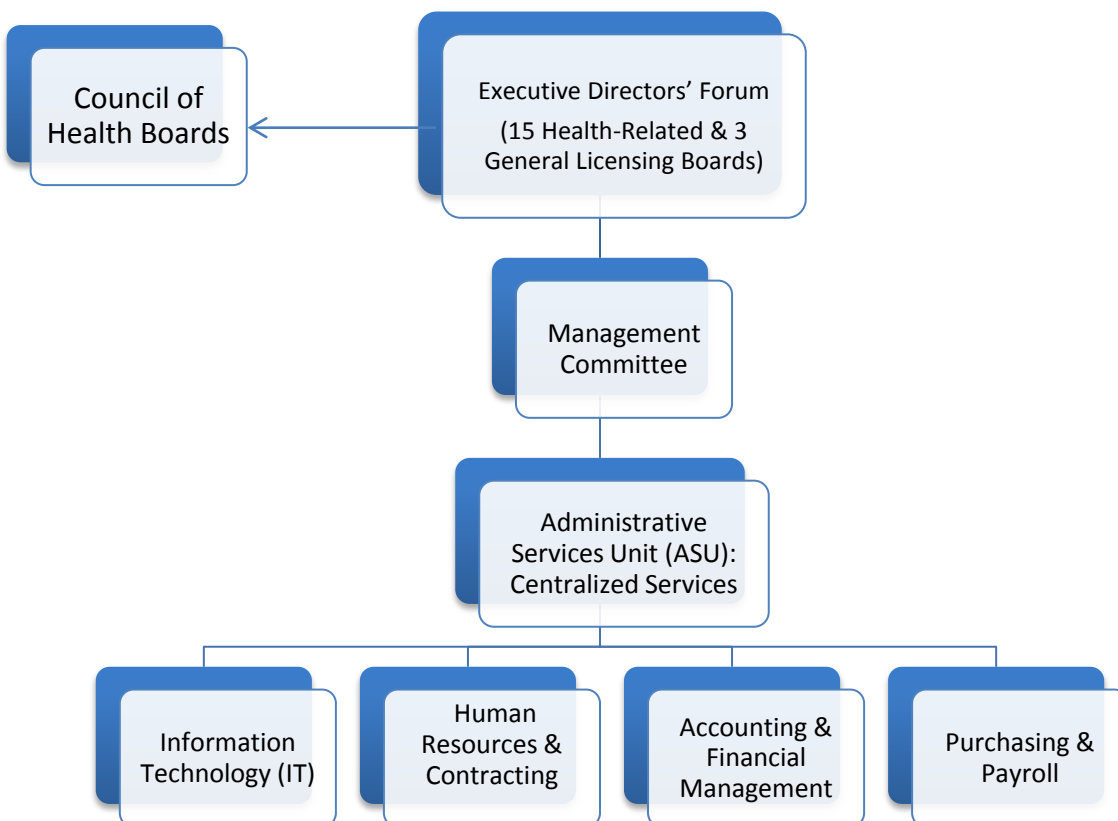 Council of
Health Boards
Executive Directors’ Forum
(15 Health-Related & 3
General Licensing Boards)
Management
Committee
Administrative
Services Unit (ASU):
Centralized Services
Information
Technology (IT)
Human
Resources &
Contracting
Accounting &
Financial
Management
Purchasing &
Payroll